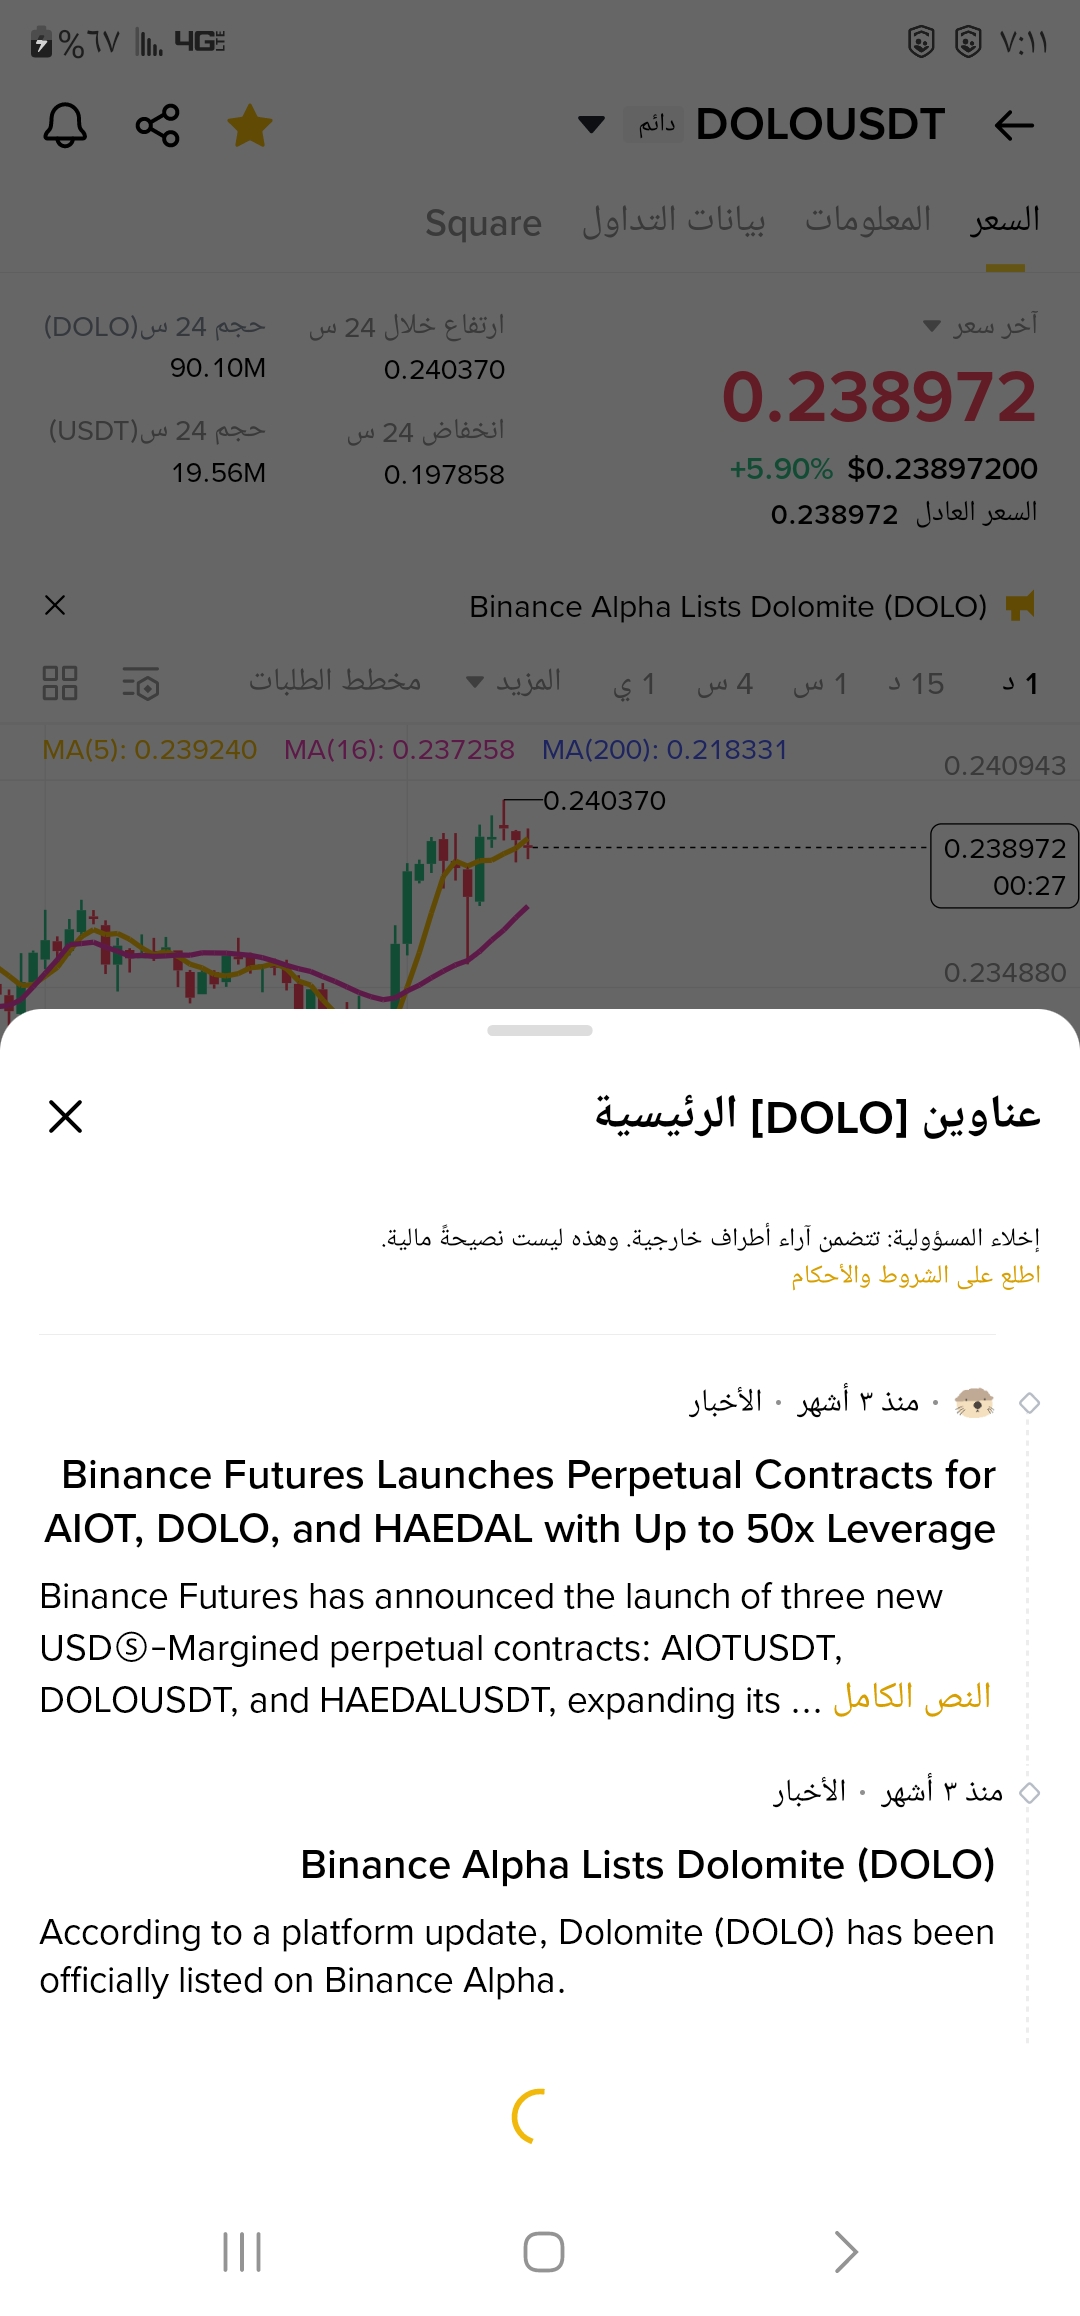 ٧:١١
4G LTE
%٦٧
DOLOUSDT دائم
السعر المعلومات بيانات التداول Square
آخر سعر
0.238972
$0.23897200 +5.90%
السعر العادل 0.238972
ارتفاع خلال 24 س
0.240370
انخفاض 24 س
0.197858
حجم 24 س(DOLO)
90.10M
حجم 24 س(USDT)
19.56M
Binance Alpha Lists Dolomite (DOLO)
1 د 15 د 1 س 4 س 1 ي المزيد مخطط الطلبات
MA(5): 0.239240 MA(16): 0.237258 MA(200): 0.218331
0.240943
0.240370
0.238972
00:27
0.234880
عناوين [DOLO] الرئيسية
إخلاء المسؤولية: تتضمن آراء أطراف خارجية. وهذه ليست نصيحةً مالية.
اطلع على الشروط والأحكام
منذ ٣ أشهر • الأخبار
Binance Futures Launches Perpetual Contracts for
AIOT, DOLO, and HAEDAL with Up to 50x Leverage
Binance Futures has announced the launch of three new
USDⓈ-Margined perpetual contracts: AIOTUSDT,
DOLOUSDT, and HAEDALUSDT, expanding its ... النص الكامل
منذ ٣ أشهر • الأخبار
Binance Alpha Lists Dolomite (DOLO)
According to a platform update, Dolomite (DOLO) has been
officially listed on Binance Alpha.